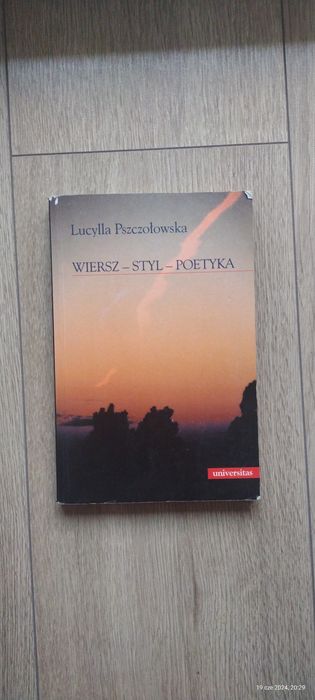 Lucylla Pszczołowska
WIERSZ – STYL – POETYKA
universitas
19 cze 2024, 20:29